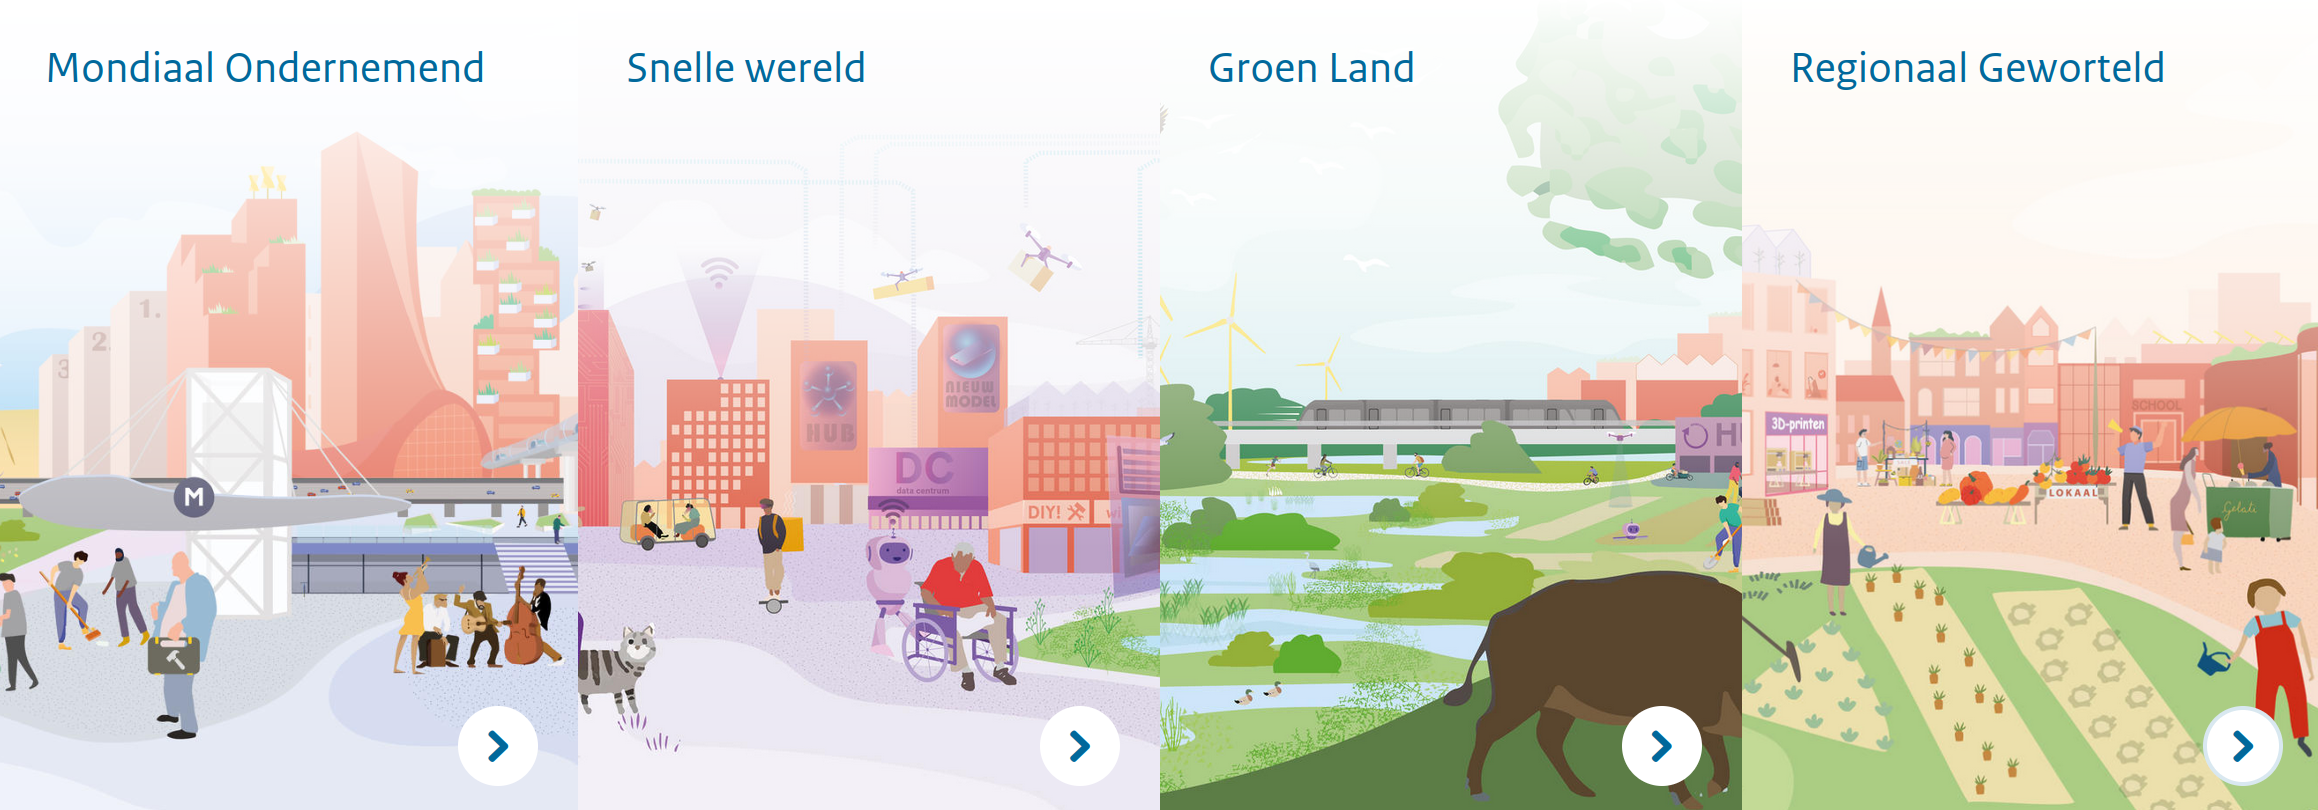 Mondiaal Ondernemend
Snelle wereld
Groen Land
Regionaal Geworteld
1.
2.
3
M
HUB
NIEUW
MODEL
DC
data centrum
DIY!
wi
H
3D-printen
SCHOOL
LOKAAL
Gelati